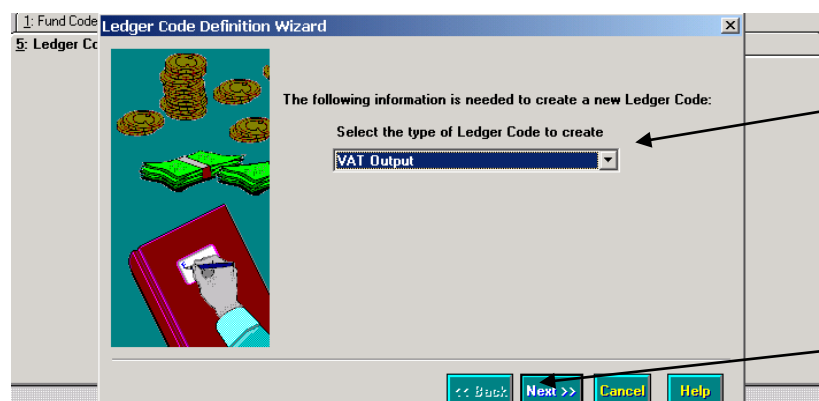 1: Fund Code
Ledger Code Definition Wizard
5: Ledger Co
The following information is needed to create a new Ledger Code:
Select the type of Ledger Code to create
VAT Output
<< Back Next >> Cancel Help